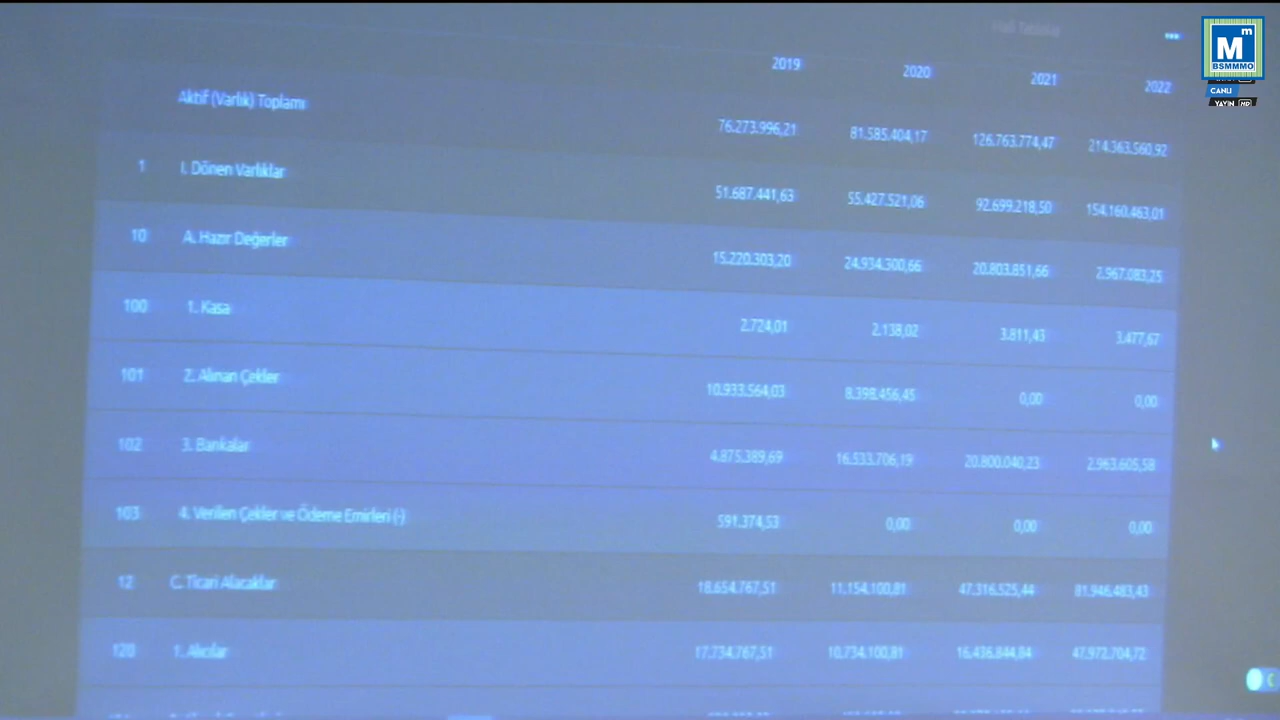 2019 2020 2021 2022
Aktif (Varlık) Toplamı 76.273.996,21 81.585.404,17 126.763.774,47 214.363.560,92
1 I. Dönen Varlıklar 51.687.441,63 55.427.521,06 92.699.218,50 154.160.463,01
10 A. Hazır Değerler 15.220.303,20 24.934.300,66 20.803.851,66 2.967.083,25
100 1. Kasa 2.724,01 2.138,02 3.811,43 3.477,67
101 2. Alınan Çekler 10.933.564,03 8.398.456,45 0,00 0,00
102 3. Bankalar 4.875.389,69 16.533.706,19 20.800.040,23 2.963.605,58
103 4. Verilen Çekler ve Ödeme Emirleri (-) 591.374,53 0,00 0,00 0,00
12 C. Ticari Alacaklar 18.654.767,51 11.154.100,81 47.316.525,44 81.946.483,43
120 1. Alıcılar 17.734.767,51 10.734.100,81 16.436.844,84 47.972.704,72
Mm
BSMMMO
CANLI
YAYIN HD